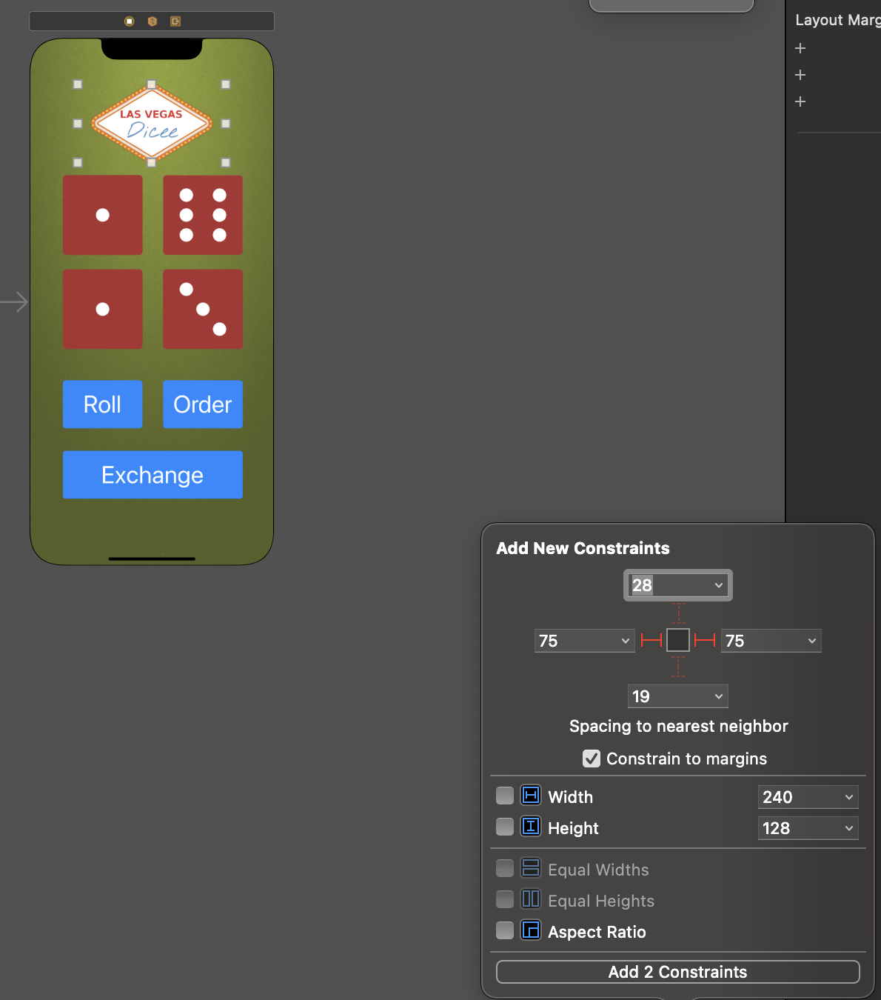 Layout Marg
LAS VEGAS
Dicee
Roll
Order
Exchange
Add New Constraints
28
75
75
19
Spacing to nearest neighbor
Constrain to margins
Width
240
Height
128
Equal Widths
Equal Heights
Aspect Ratio
Add 2 Constraints